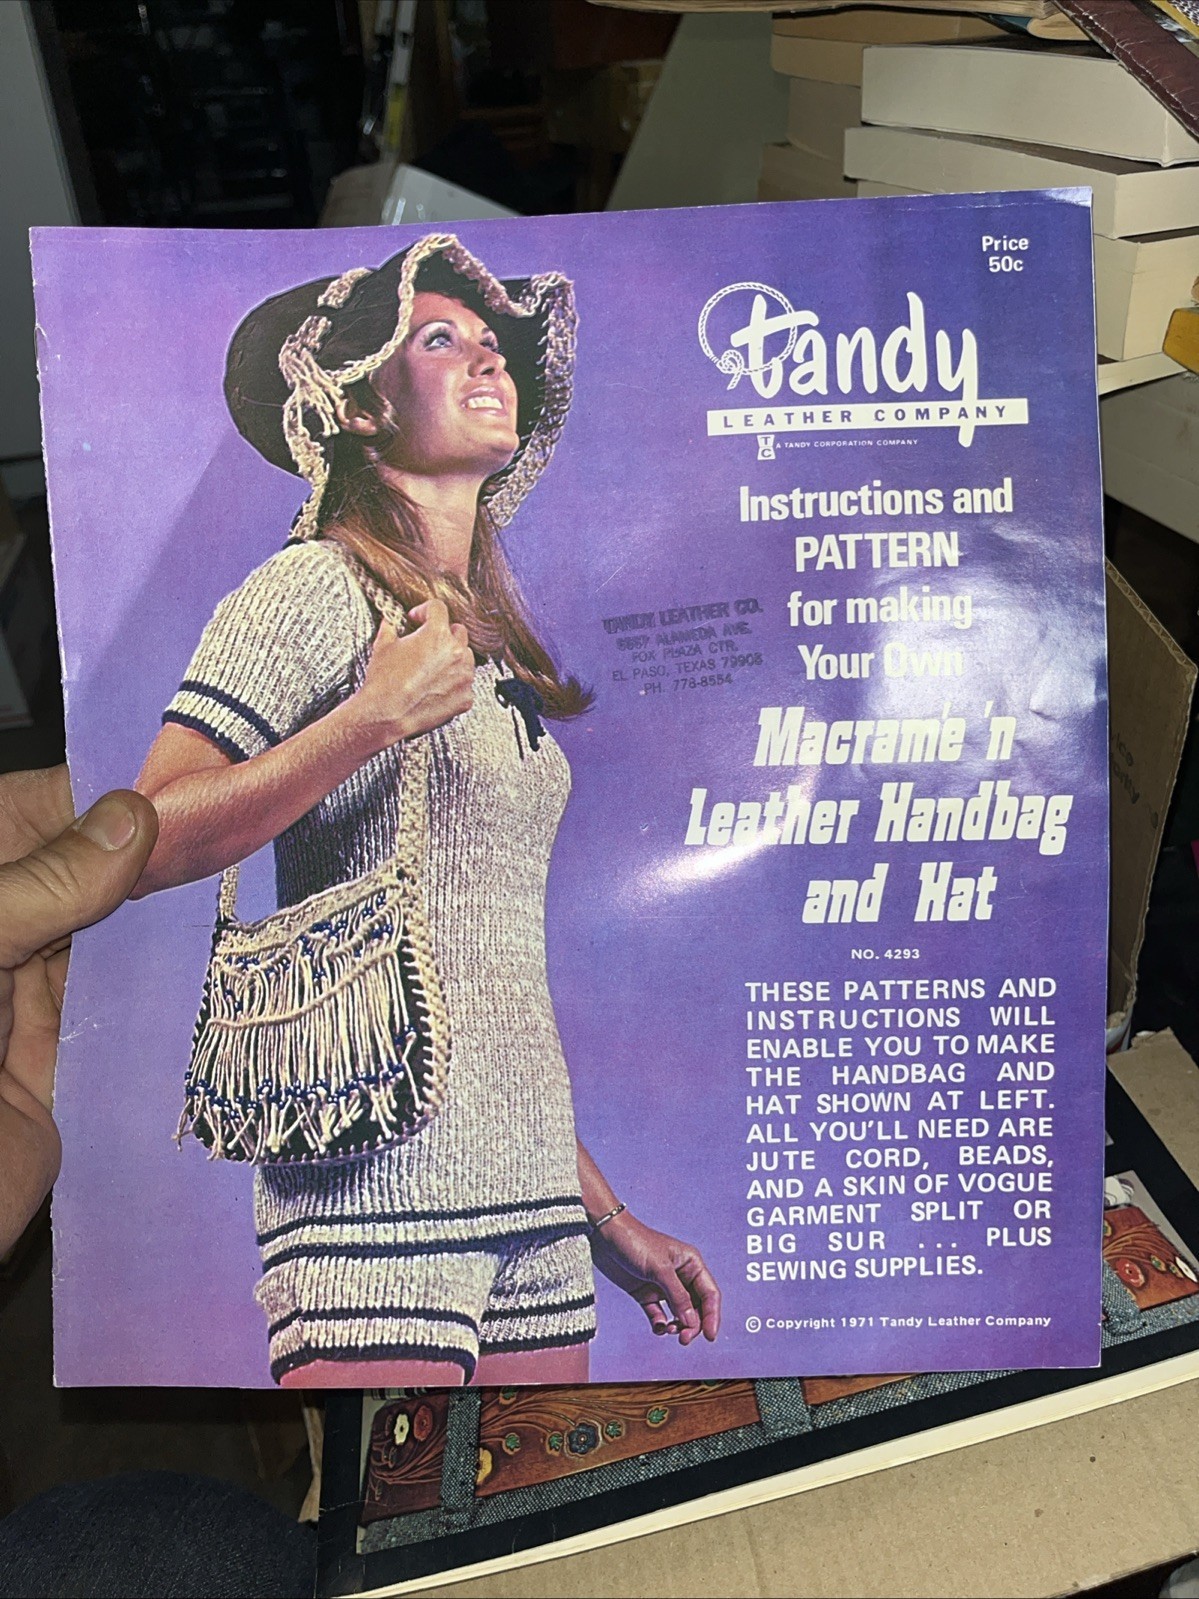 Price
50c
tandy
LEATHER COMPANY
TC A TANDY CORPORATION COMPANY
Instructions and
PATTERN
for making
Your Own
Macramé 'n
Leather Handbag
and Hat
TANDY LEATHER CO.
ALAMEDA AVE.
FOX PLAZA CTR.
EL PASO, TEXAS 79905
PH. 778-8554
NO. 4293
THESE PATTERNS AND
INSTRUCTIONS WILL
ENABLE YOU TO MAKE
THE HANDBAG AND
HAT SHOWN AT LEFT.
ALL YOU'LL NEED ARE
JUTE CORD, BEADS,
AND A SKIN OF VOGUE
GARMENT SPLIT OR
BIG SUR ... PLUS
SEWING SUPPLIES.
© Copyright 1971 Tandy Leather Company